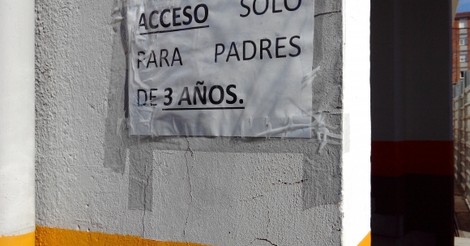 ACCESO SOLO
PARA PADRES
DE 3 AÑOS.